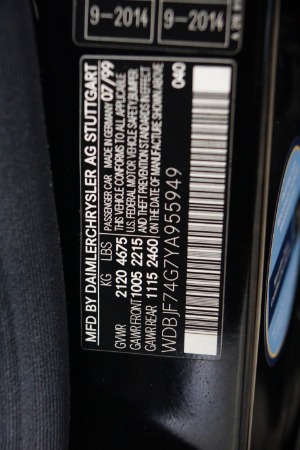 9-2014 9-2014
MFD BY DAIMLERCHRYSLER AG STUTTGART
PASSENGER CAR MADE IN GERMANY 07/99
KG LBS THIS VEHICLE CONFORMS TO ALL APPLICABLE
U.S. FEDERAL MOTOR VEHICLE SAFETY, BUMPER
GVWR 2120 4675 AND THEFT PREVENTION STANDARDS IN EFFECT
GAWR FRONT 1005 2215 ON THE DATE OF MANUFACTURE SHOWN ABOVE
GAWR REAR 1115 2460 040
WDBJF74G7YA955949